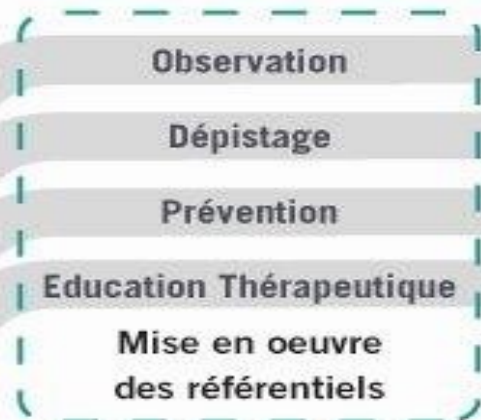 Observation
Dépistage
Prévention
Education Thérapeutique
Mise en oeuvre
des référentiels